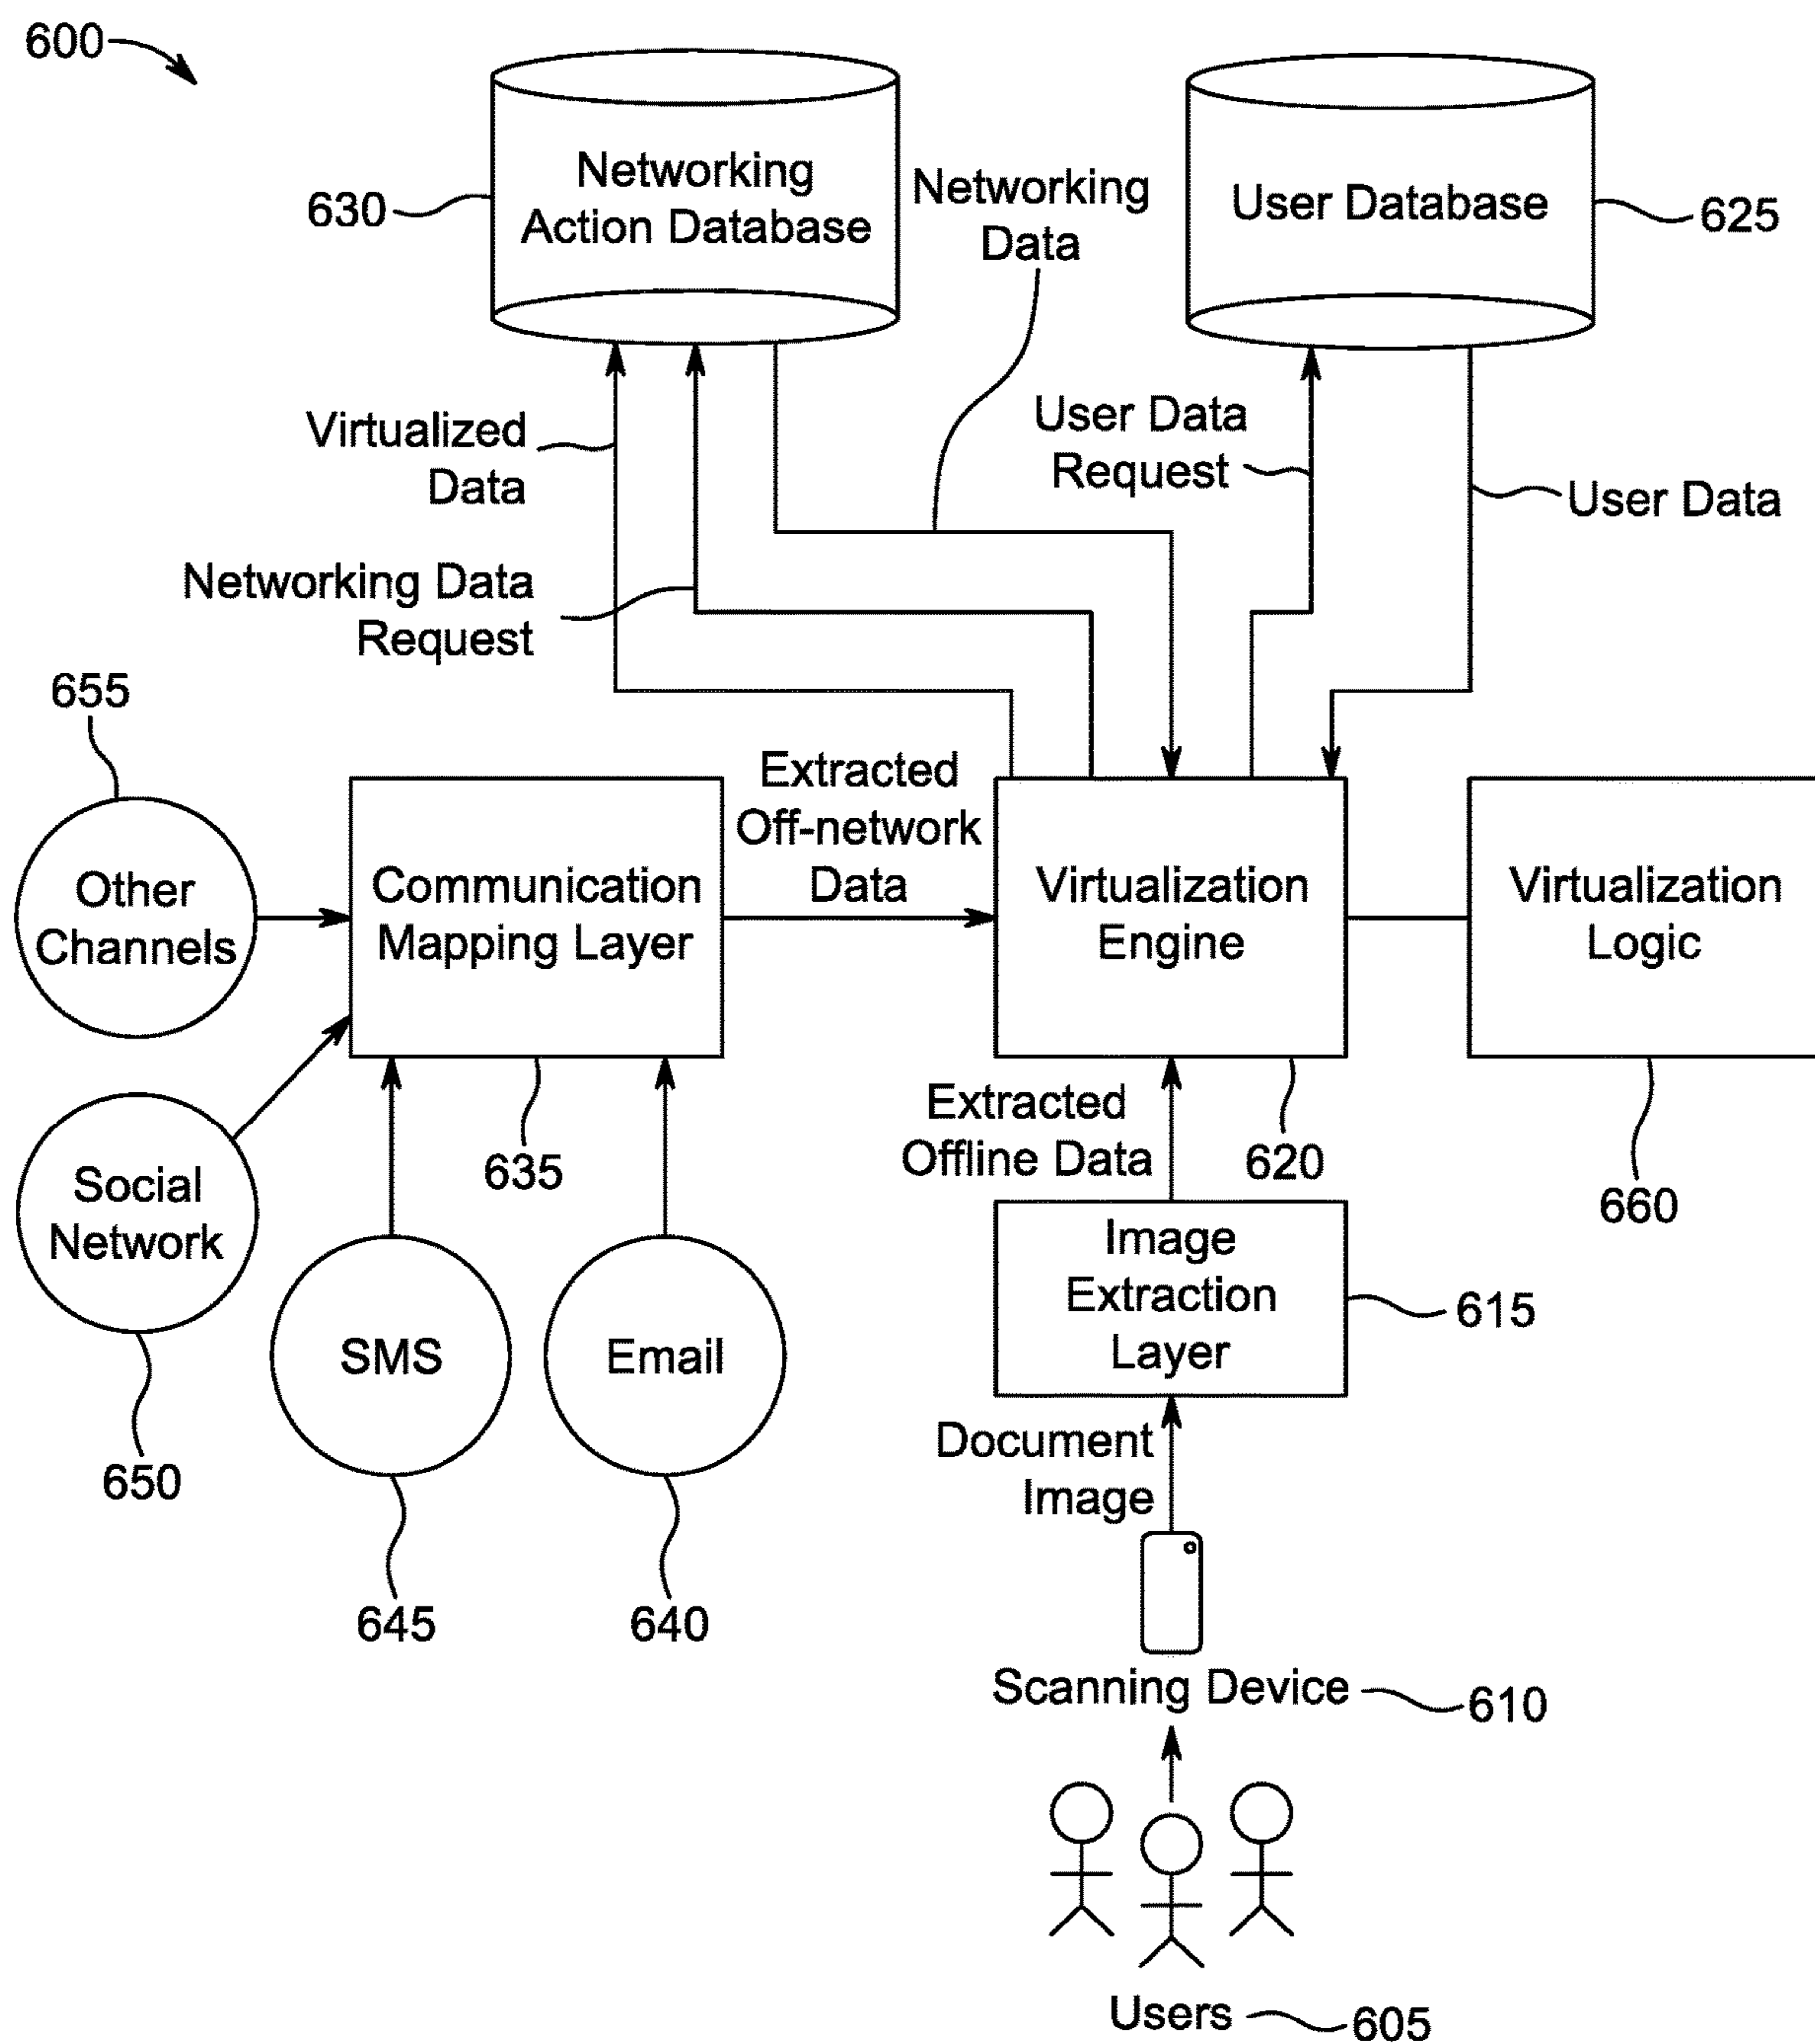 600
Networking
Action Database
630
Networking
Data
User Database
625
Virtualized
Data
User Data
Request
User Data
Networking Data
Request
655
Other
Channels
Communication
Mapping Layer
Extracted
Off-network
Data
Virtualization
Engine
Virtualization
Logic
635
Extracted
Offline Data
620
660
Social
Network
650
SMS
645
Email
640
Image
Extraction
Layer
615
Document
Image
Scanning Device
610
Users
605